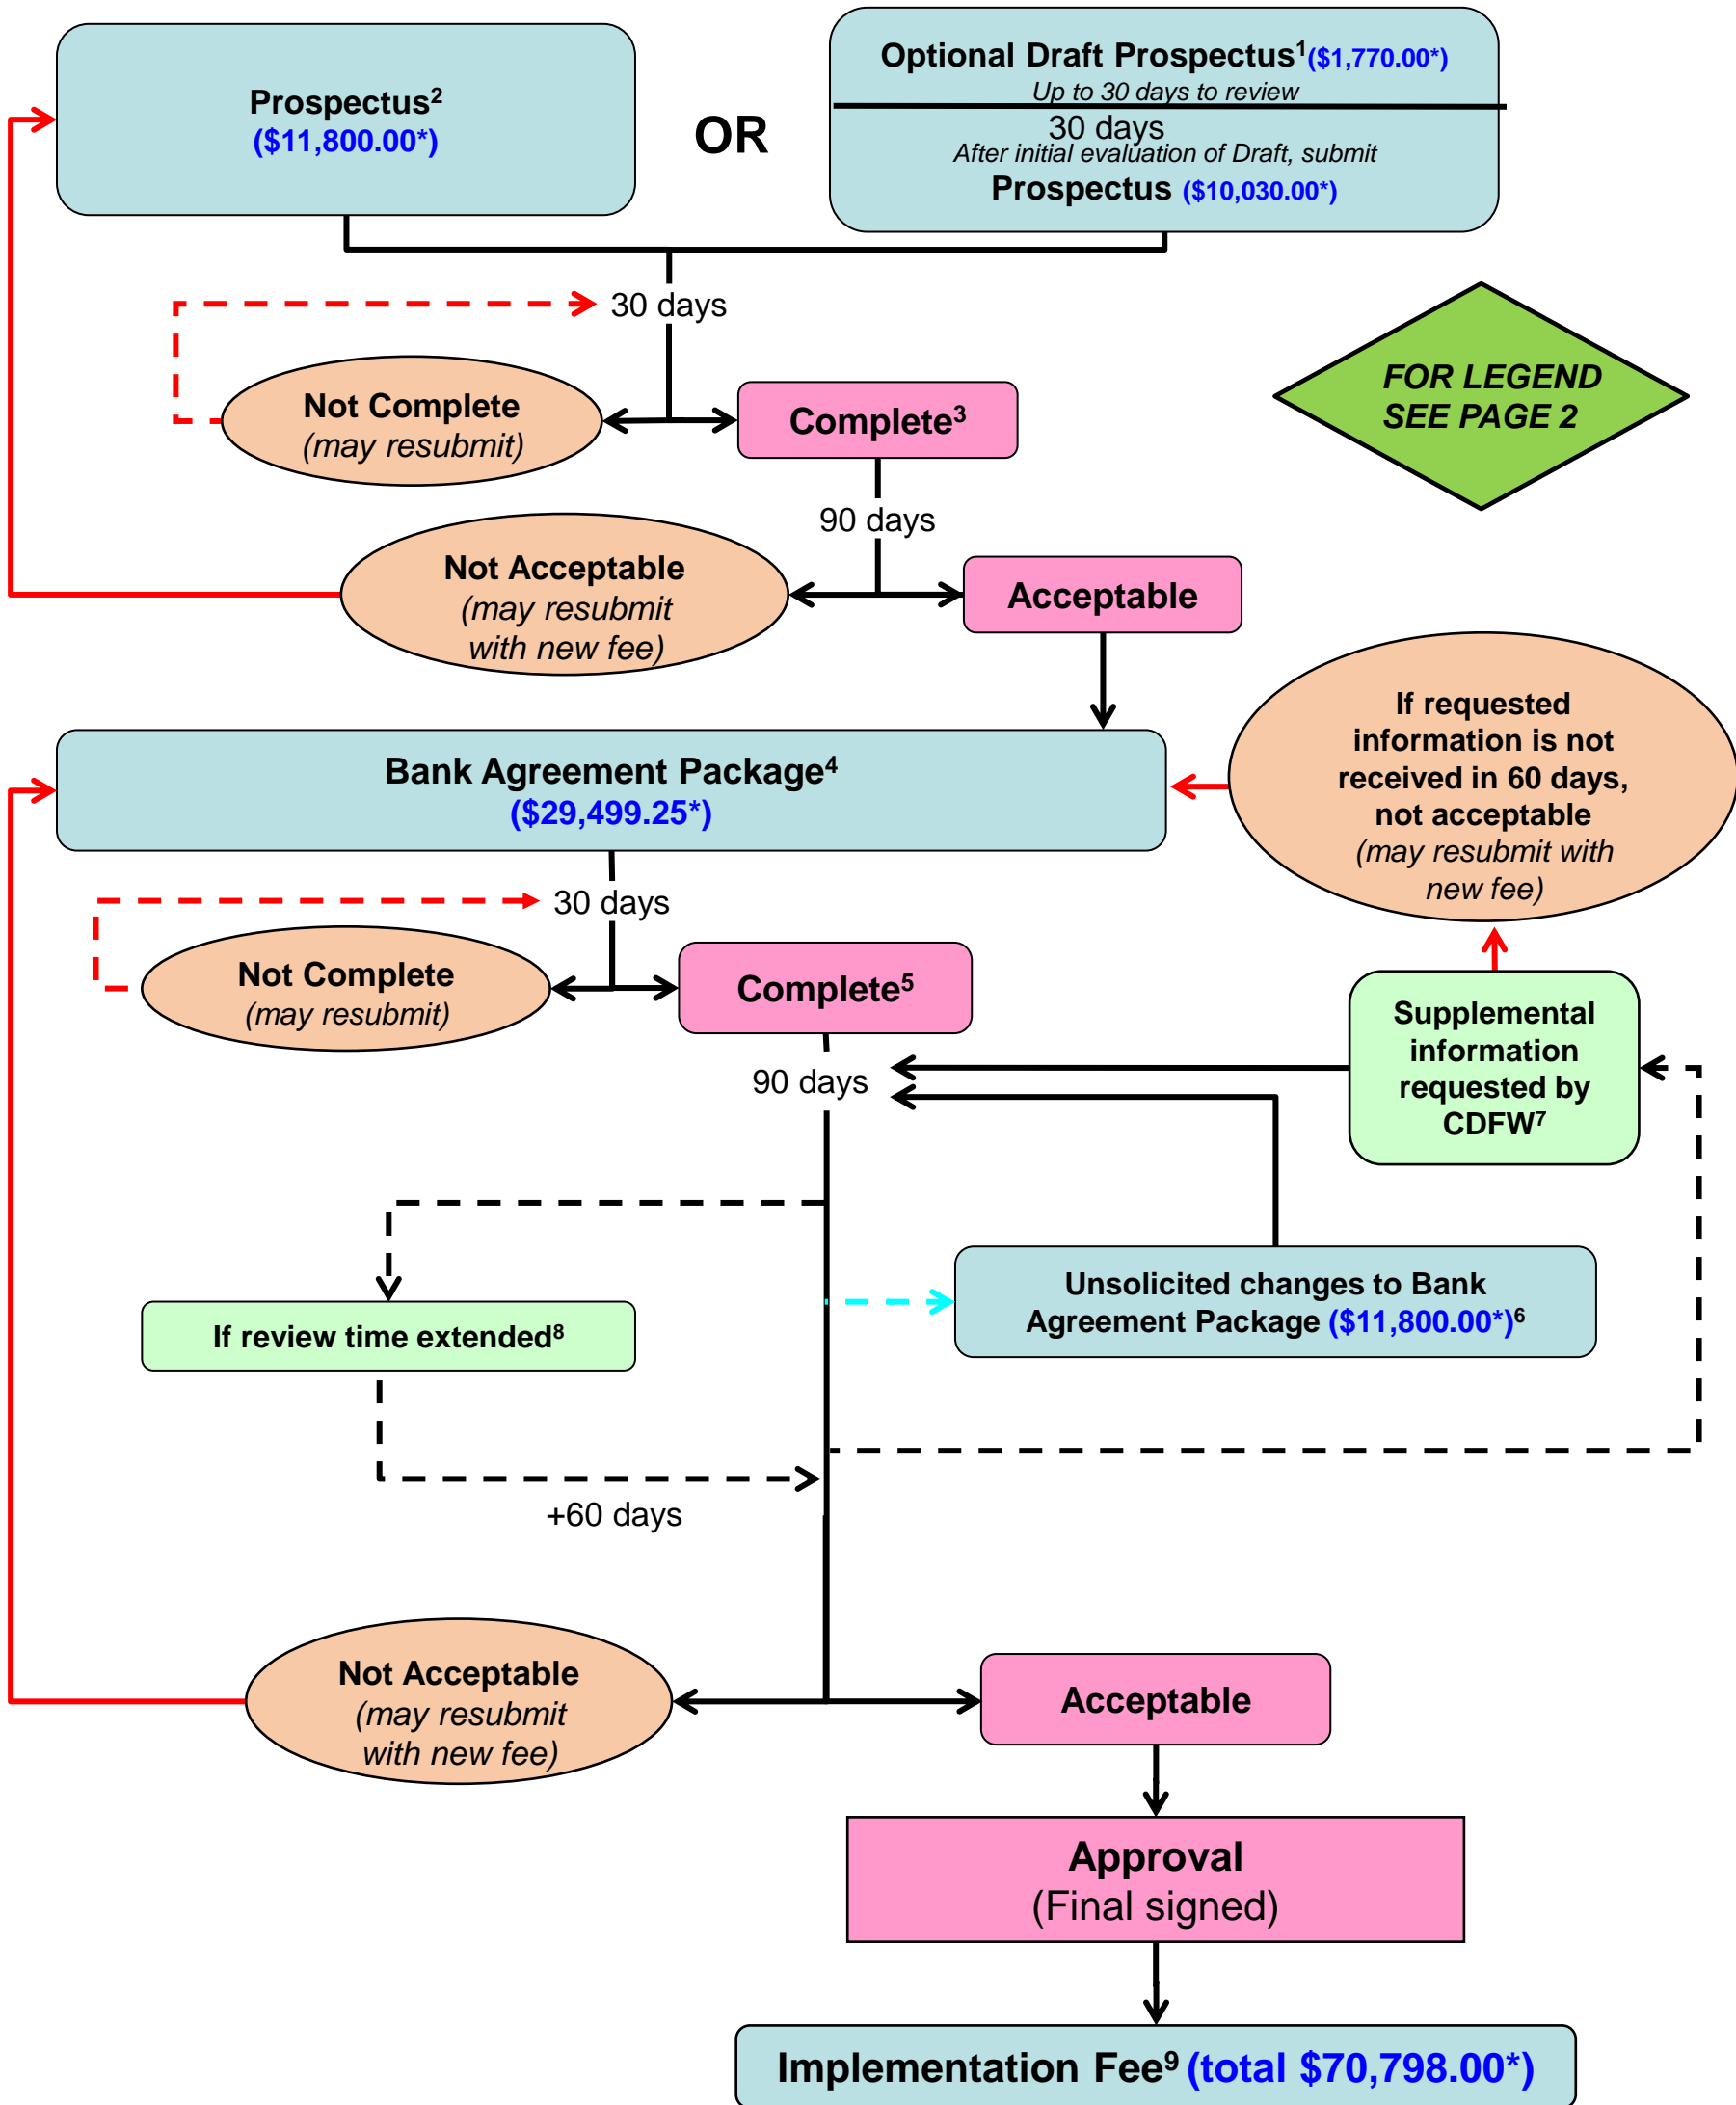 Prospectus²
($11,800.00*)
OR
Optional Draft Prospectus¹ ($1,770.00*)
Up to 30 days to review
30 days
After initial evaluation of Draft, submit
Prospectus ($10,030.00*)
30 days
Not Complete
(may resubmit)
Complete³
FOR LEGEND
SEE PAGE 2
90 days
Not Acceptable
(may resubmit
with new fee)
Acceptable
If requested
information is not
received in 60 days,
not acceptable
(may resubmit with
new fee)
Bank Agreement Package⁴
($29,499.25*)
30 days
Not Complete
(may resubmit)
Complete⁵
Supplemental
information
requested by
CDFW⁷
90 days
Unsolicited changes to Bank
Agreement Package ($11,800.00*)⁶
If review time extended⁸
+60 days
Not Acceptable
(may resubmit
with new fee)
Acceptable
Approval
(Final signed)
Implementation Fee⁹ (total $70,798.00*)